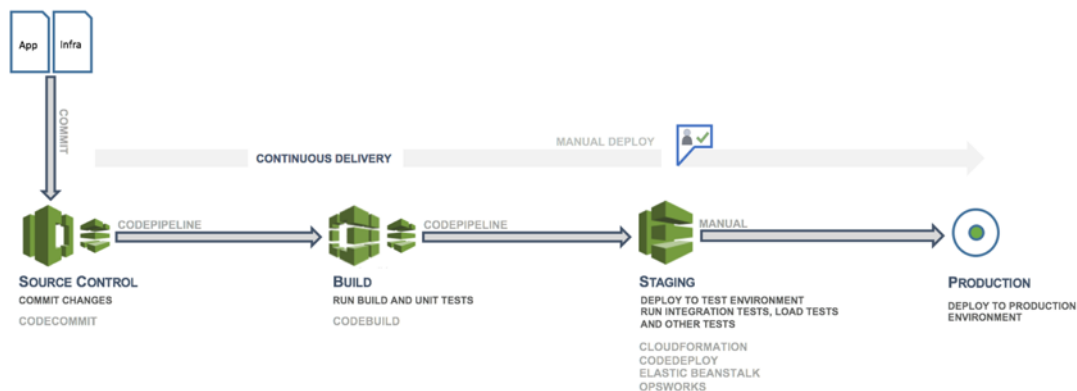 App Infra
COMMIT
MANUAL DEPLOY
CONTINUOUS DELIVERY
CODEPIPELINE
CODEPIPELINE
MANUAL
SOURCE CONTROL
COMMIT CHANGES
CODECOMMIT
BUILD
RUN BUILD AND UNIT TESTS
CODEBUILD
STAGING
DEPLOY TO TEST ENVIRONMENT
RUN INTEGRATION TESTS, LOAD TESTS
AND OTHER TESTS
CLOUDFORMATION
CODEDEPLOY
ELASTIC BEANSTALK
OPSWORKS
PRODUCTION
DEPLOY TO PRODUCTION
ENVIRONMENT